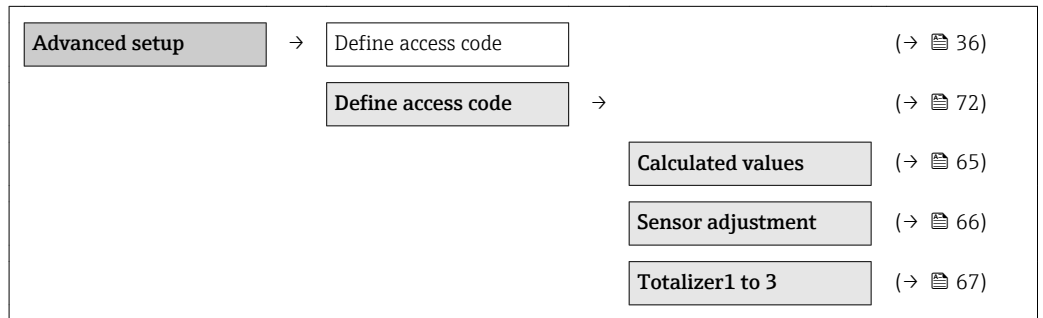 Advanced setup → Define access code (→ 36)
Define access code → (→ 72)
Calculated values (→ 65)
Sensor adjustment (→ 66)
Totalizer1 to 3 (→ 67)